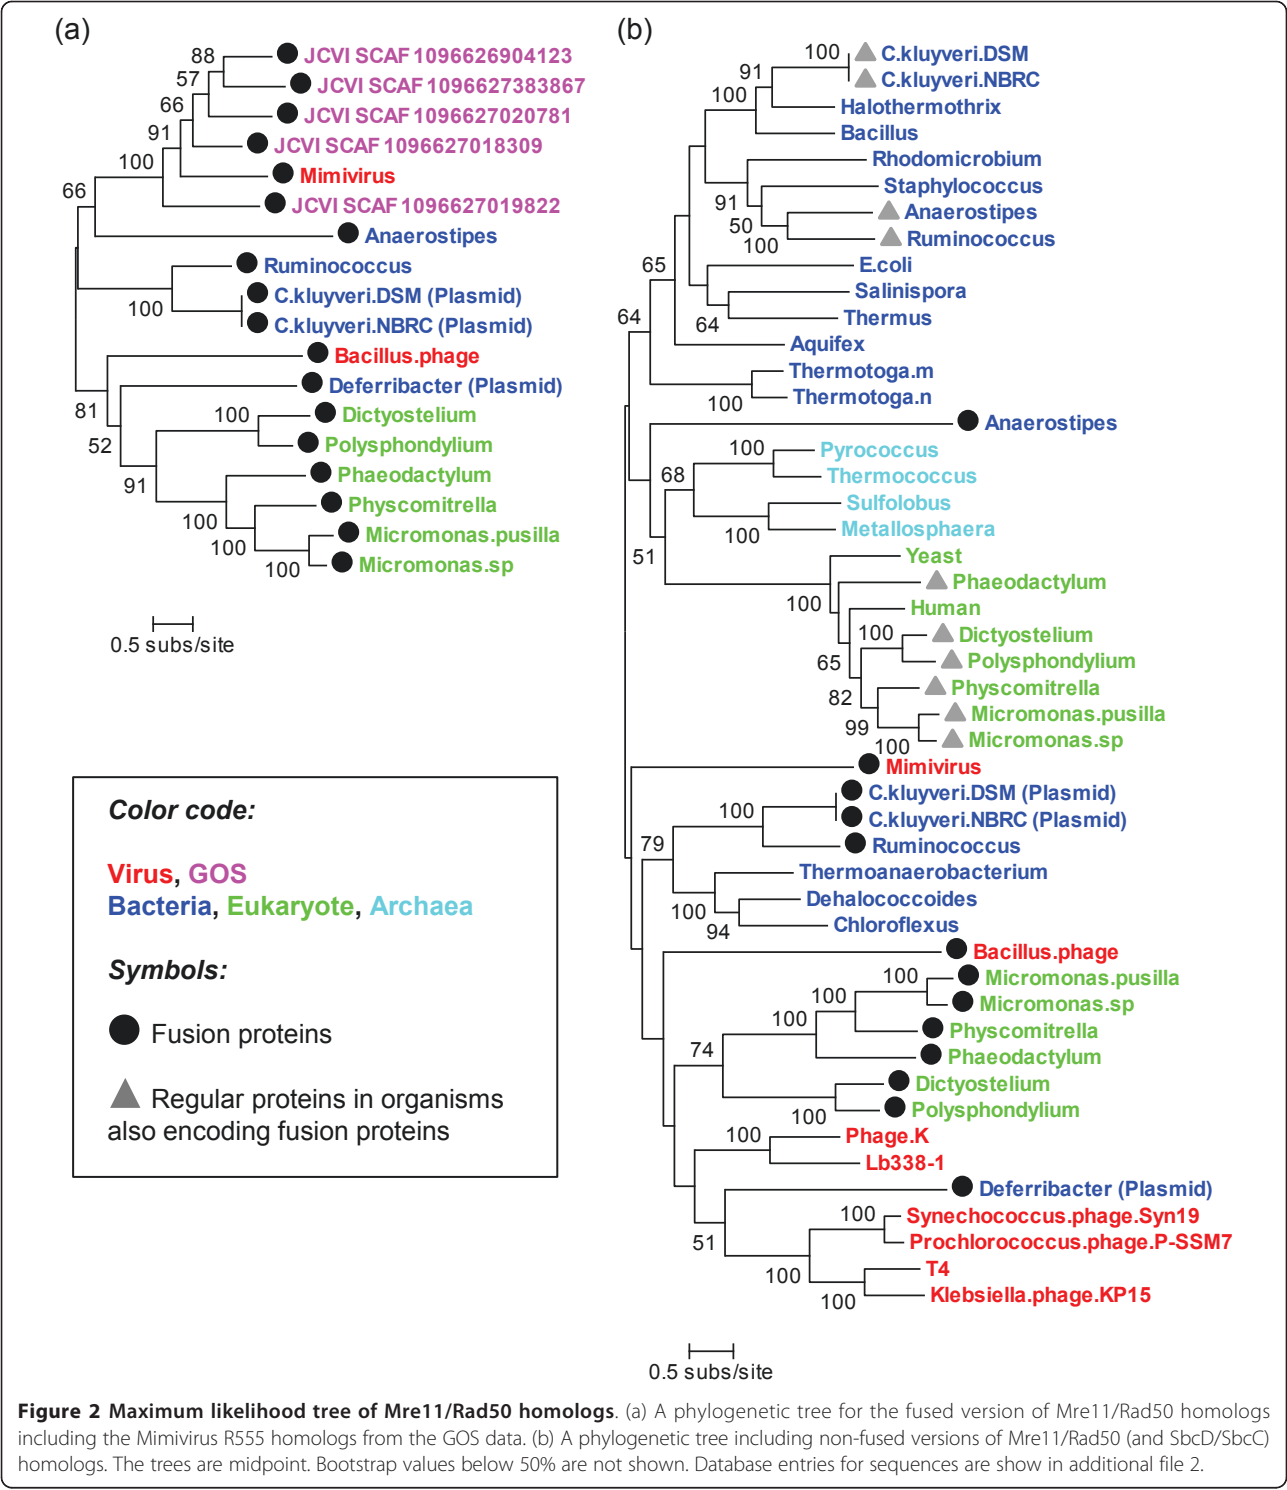 (a)
88
JCVI SCAF 1096626904123
57
JCVI SCAF 1096627383867
66
JCVI SCAF 1096627020781
91
JCVI SCAF 1096627018309
100
Mimivirus
66
JCVI SCAF 1096627019822
Anaerostipes
Ruminococcus
100
C.kluyveri.DSM (Plasmid)
C.kluyveri.NBRC (Plasmid)
Bacillus.phage
81
Deferribacter (Plasmid)
52
100
Dictyostelium
Polysphondylium
91
Phaeodactylum
100
Physcomitrella
100
Micromonas.pusilla
100
Micromonas.sp
0.5 subs/site
Color code:
Virus, GOS
Bacteria, Eukaryote, Archaea
Symbols:
Fusion proteins
Regular proteins in organisms
also encoding fusion proteins
(b)
100
C.kluyveri.DSM
91
C.kluyveri.NBRC
100
Halothermothrix
Bacillus
Rhodomicrobium
Staphylococcus
91
Anaerostipes
50
100
Ruminococcus
65
E.coli
Salinispora
64
64
Thermus
Aquifex
Thermotoga.m
100
Thermotoga.n
Anaerostipes
100
Pyrococcus
68
Thermococcus
Sulfolobus
100
Metallosphaera
51
Yeast
Phaeodactylum
100
Human
100
Dictyostelium
65
Polysphondylium
82
Physcomitrella
99
Micromonas.pusilla
100
Micromonas.sp
Mimivirus
C.kluyveri.DSM (Plasmid)
100
C.kluyveri.NBRC (Plasmid)
79
Ruminococcus
Thermoanaerobacterium
100
Dehalococcoides
94
Chloroflexus
Bacillus.phage
100
Micromonas.pusilla
100
Micromonas.sp
100
Physcomitrella
74
Phaeodactylum
Dictyostelium
100
Polysphondylium
100
Phage.K
Lb338-1
Deferribacter (Plasmid)
100
Synechococcus.phage.Syn19
51
Prochlorococcus.phage.P-SSM7
100
T4
100
Klebsiella.phage.KP15
0.5 subs/site
Figure 2 Maximum likelihood tree of Mre11/Rad50 homologs. (a) A phylogenetic tree for the fused version of Mre11/Rad50 homologs
including the Mimivirus R555 homologs from the GOS data. (b) A phylogenetic tree including non-fused versions of Mre11/Rad50 (and SbcD/SbcC)
homologs. The trees are midpoint. Bootstrap values below 50% are not shown. Database entries for sequences are show in additional file 2.